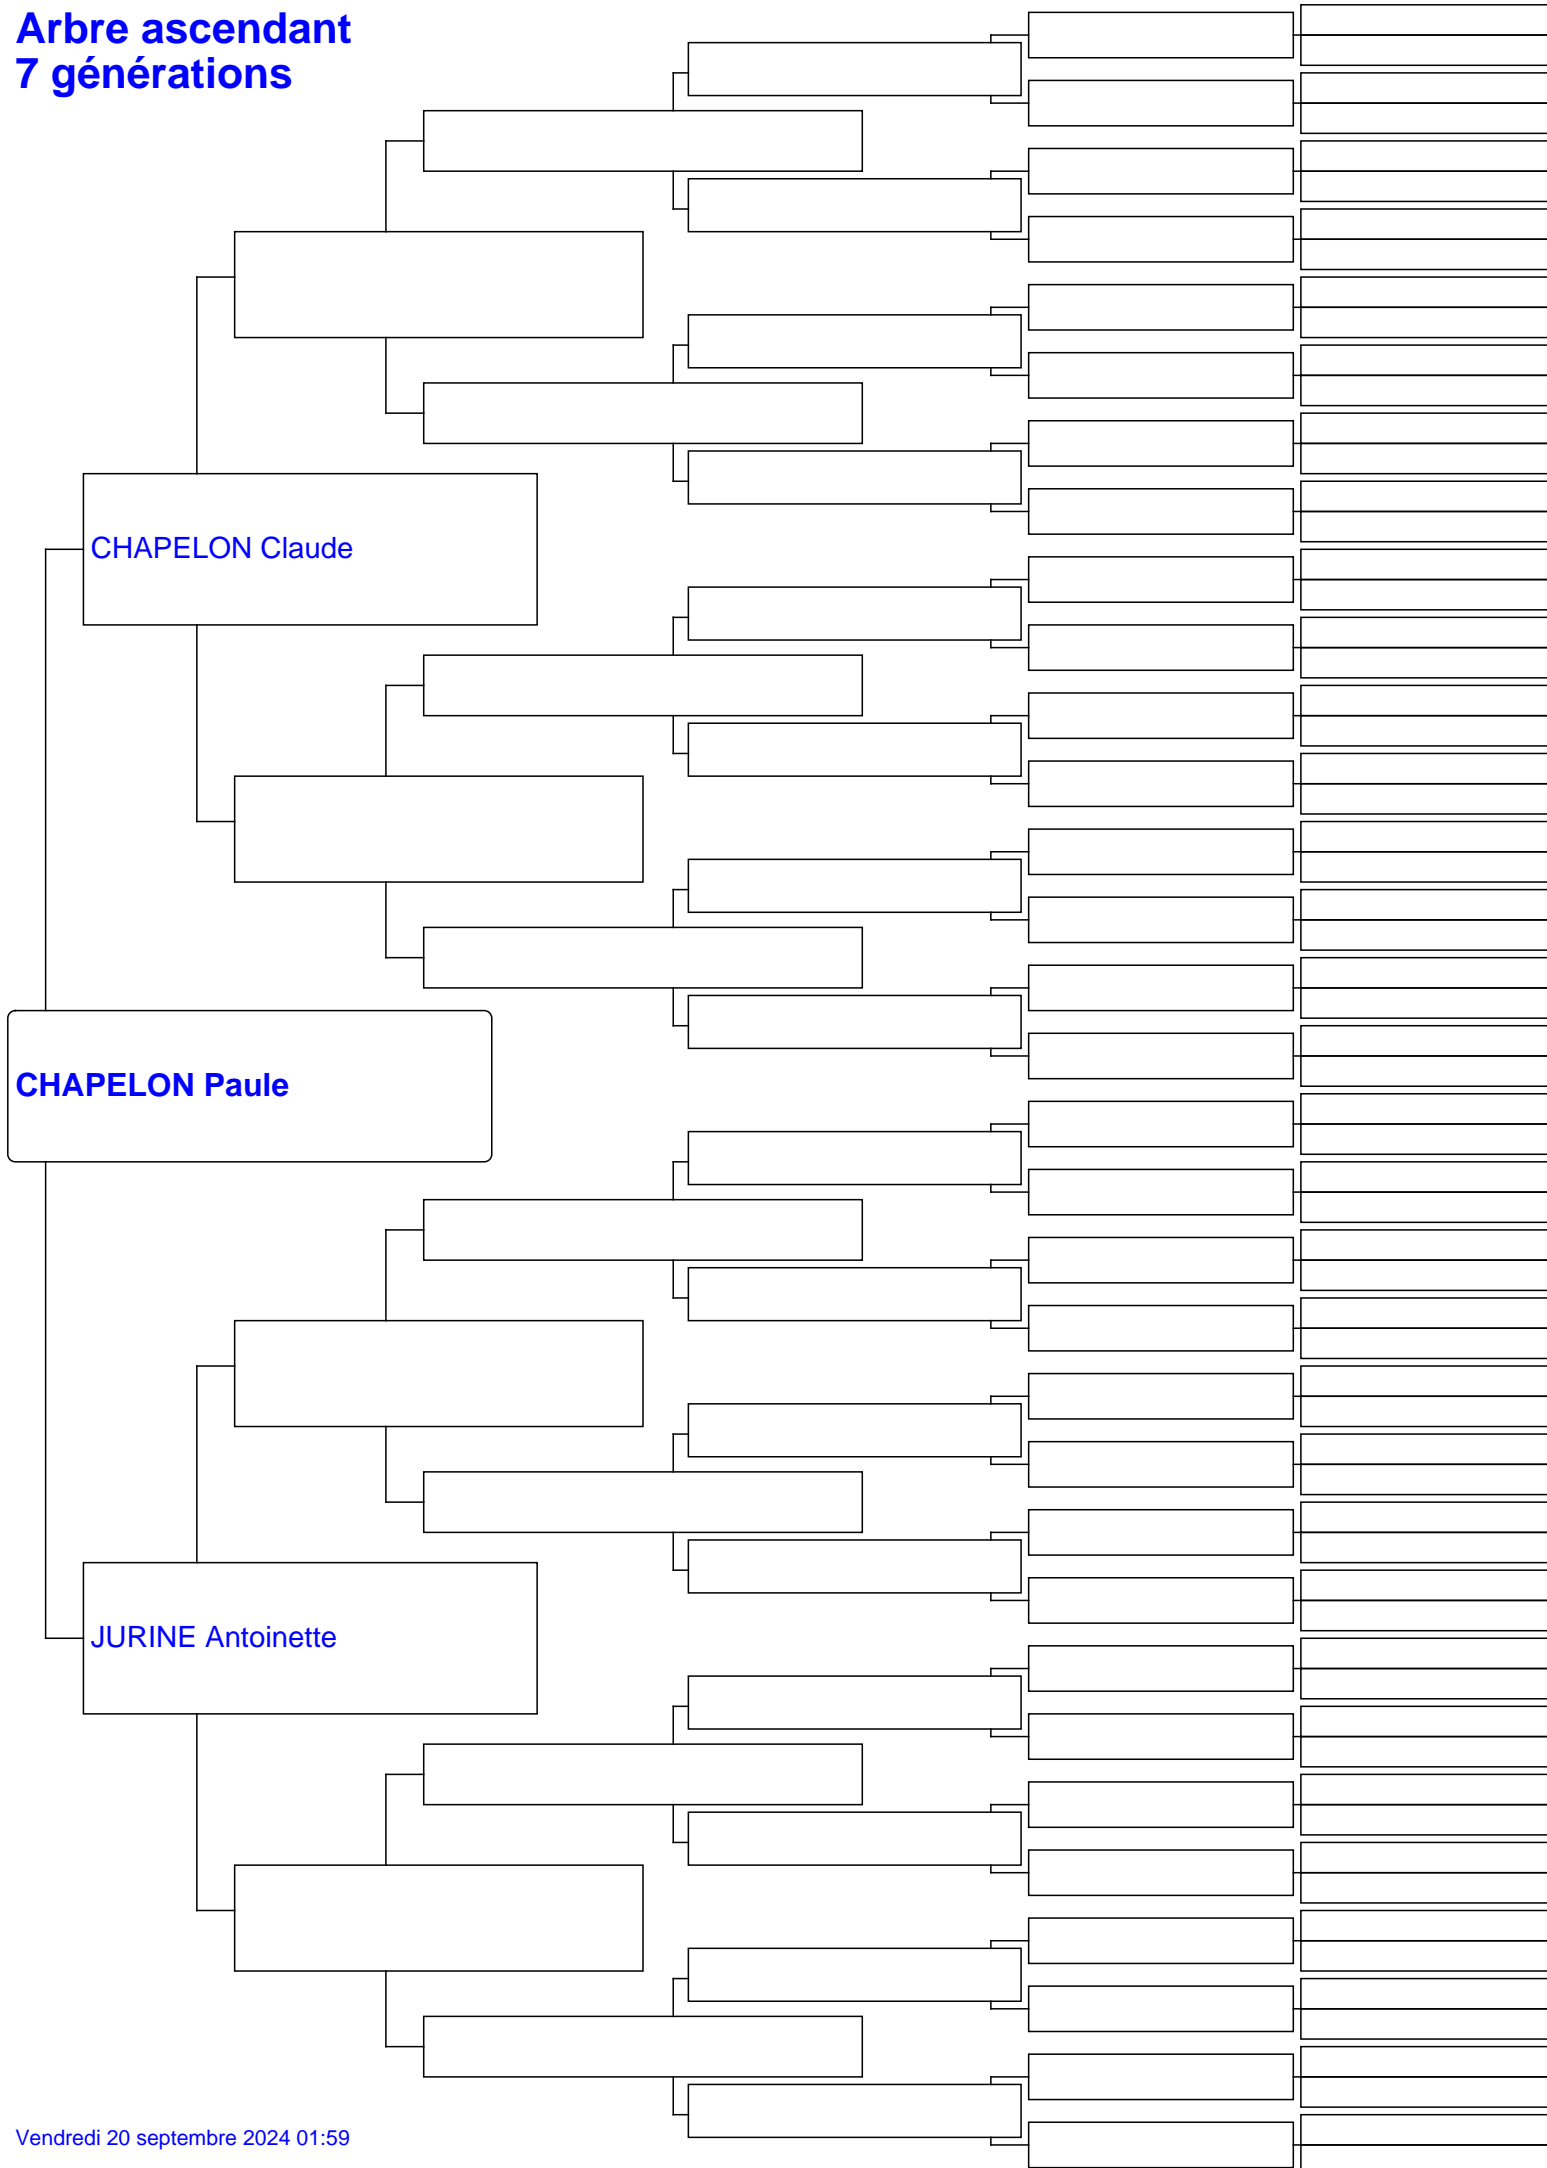 Arbre ascendant
7 générations
CHAPELON Claude
CHAPELON Paule
JURINE Antoinette
Vendredi 20 septembre 2024 01:59